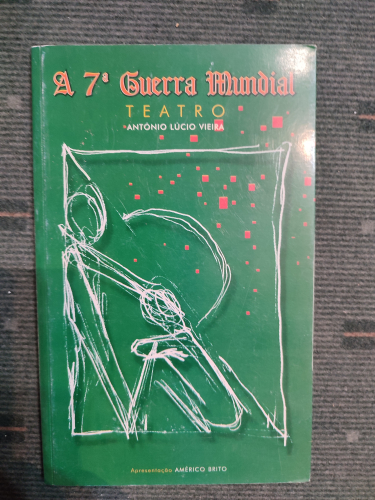 A 7ª Guerra Mundial
TEATRO
ANTÓNIO LÚCIO VIEIRA
Apresentação AMÉRICO BRITO